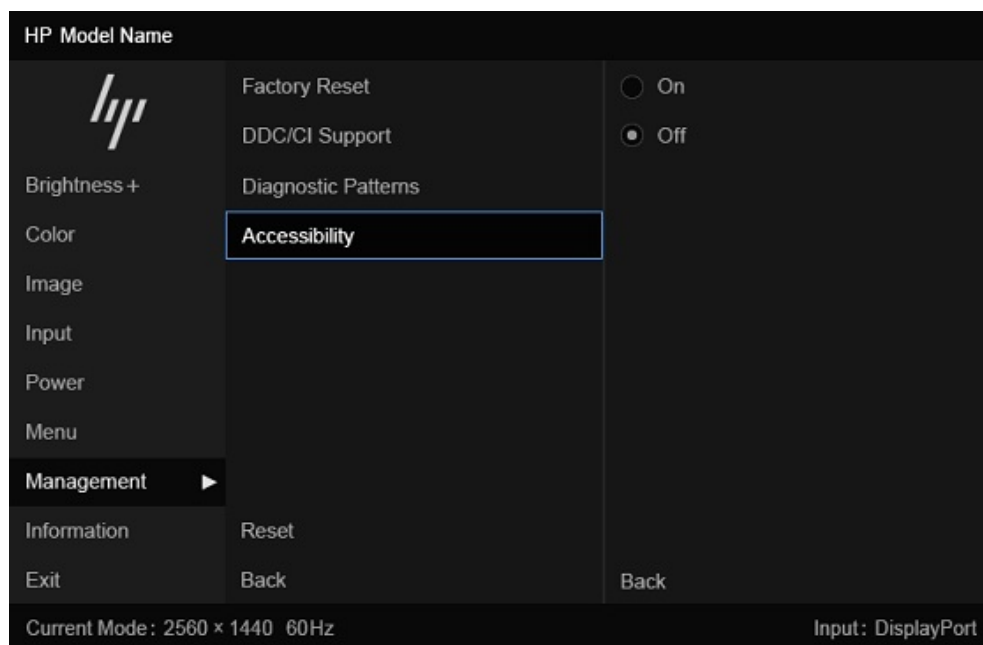 HP Model Name
hp
Brightness+
Color
Image
Input
Power
Menu
Management ▶
Information
Exit
Factory Reset
DDC/CI Support
Diagnostic Patterns
Accessibility
Reset
Back
On
Off
Back
Current Mode: 2560 × 1440 60Hz
Input: DisplayPort